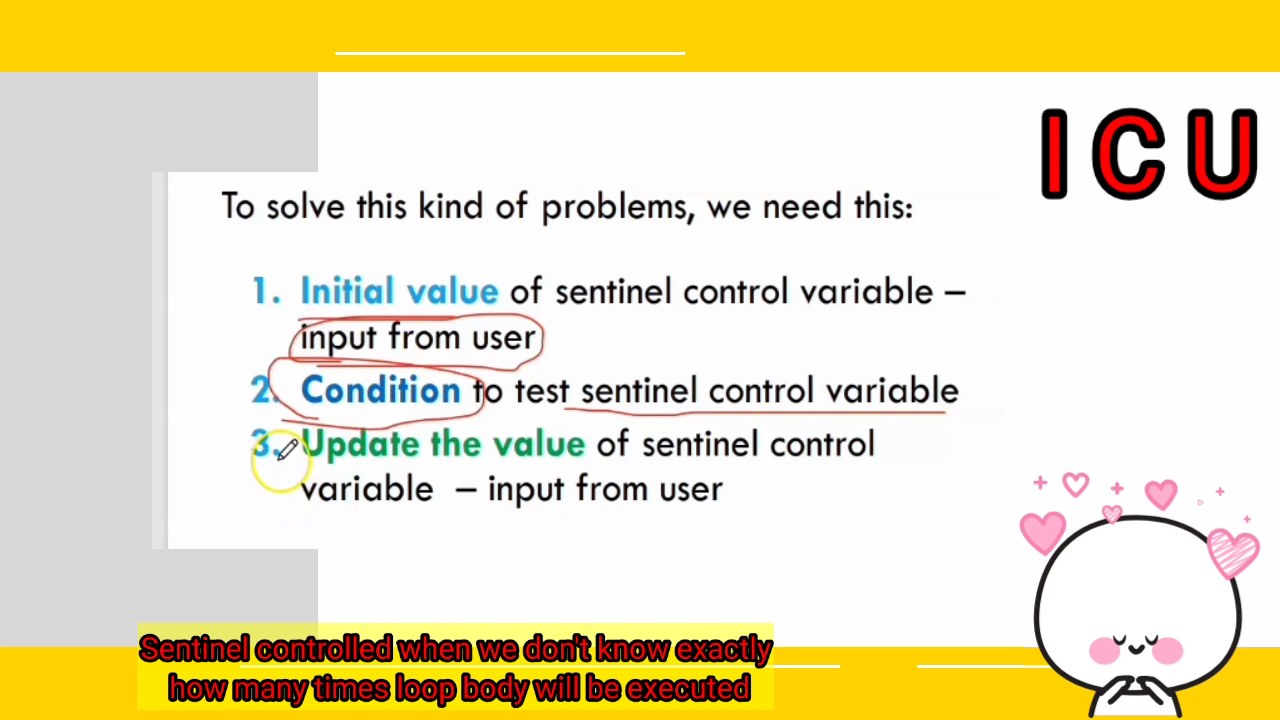 I C U
To solve this kind of problems, we need this:
1. Initial value of sentinel control variable –
input from user
2. Condition to test sentinel control variable
3. Update the value of sentinel control
variable – input from user
Sentinel controlled when we don't know exactly
how many times loop body will be executed